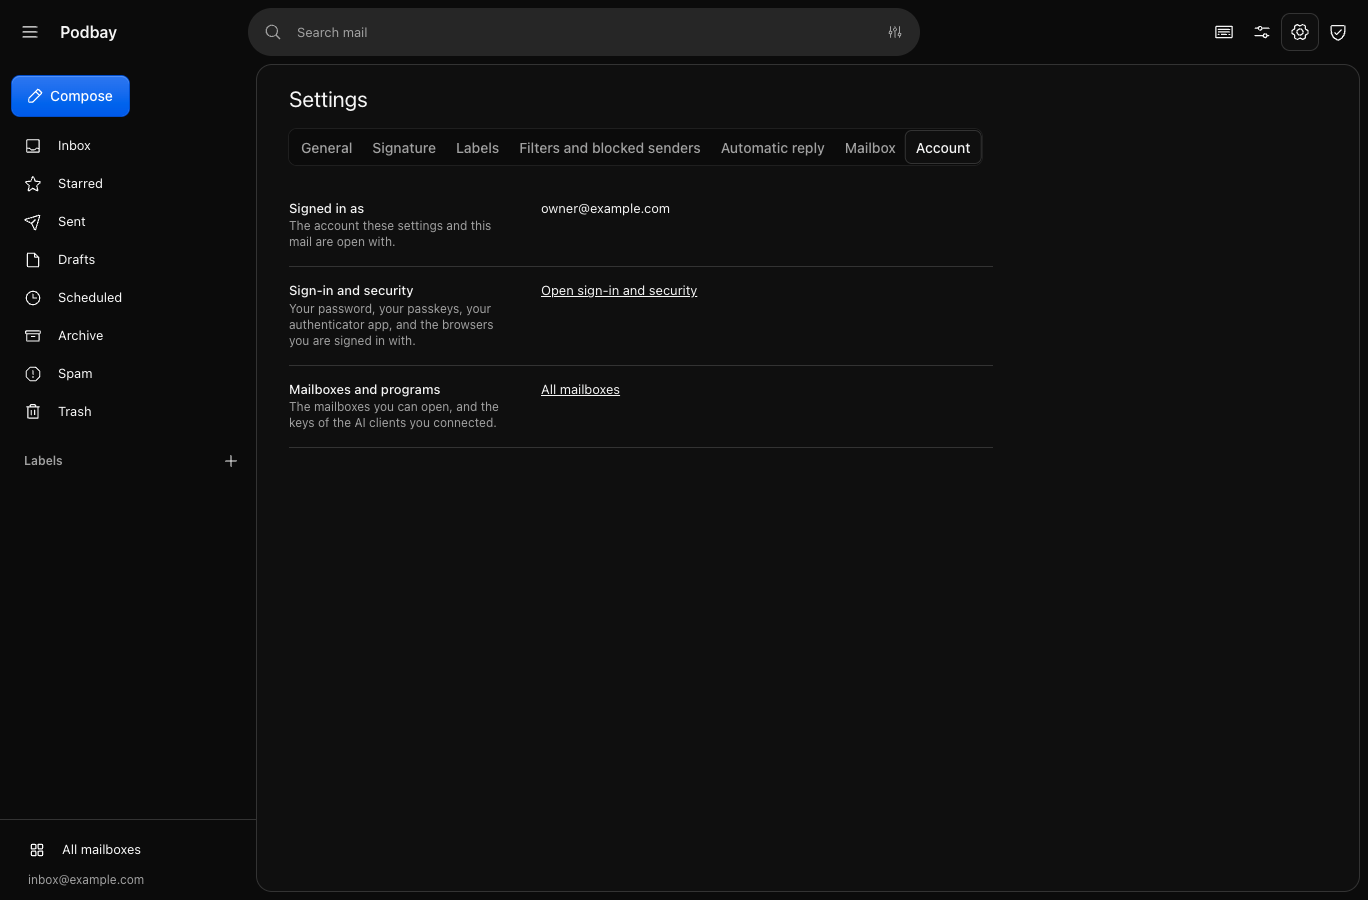 Podbay
Search mail
Compose
Inbox
Starred
Sent
Drafts
Scheduled
Archive
Spam
Trash
Labels
All mailboxes
inbox@example.com
Settings
General
Signature
Labels
Filters and blocked senders
Automatic reply
Mailbox
Account
Signed in as
The account these settings and this
mail are open with.
owner@example.com
Sign-in and security
Your password, your passkeys, your
authenticator app, and the browsers
you are signed in with.
Open sign-in and security
Mailboxes and programs
The mailboxes you can open, and the
keys of the AI clients you connected.
All mailboxes